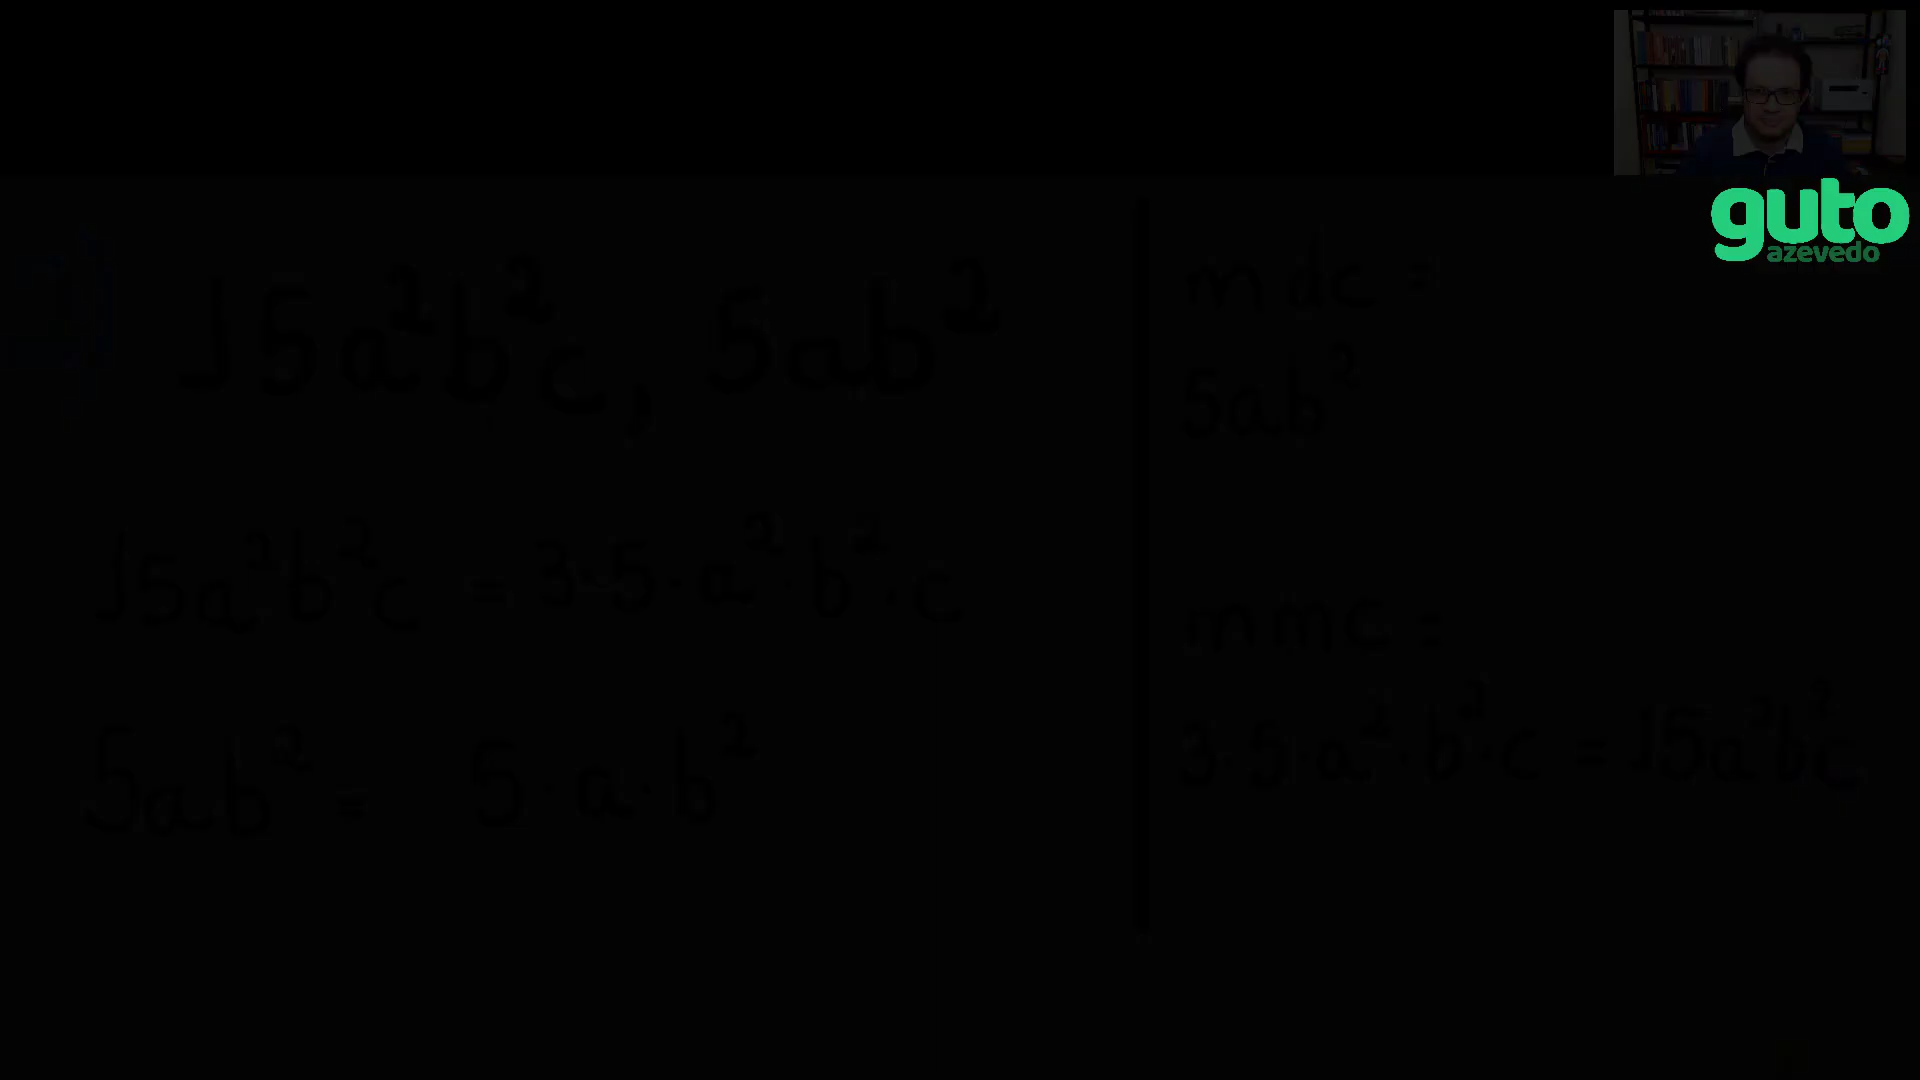 guto
azevedo
15a²b²c, 5ab²
15a²b²c = 3·5·a²·b²·c
5ab² = 5·a·b²
mdc =
5ab²
mmc =
3·5·a²·b²·c = 15a²b²c